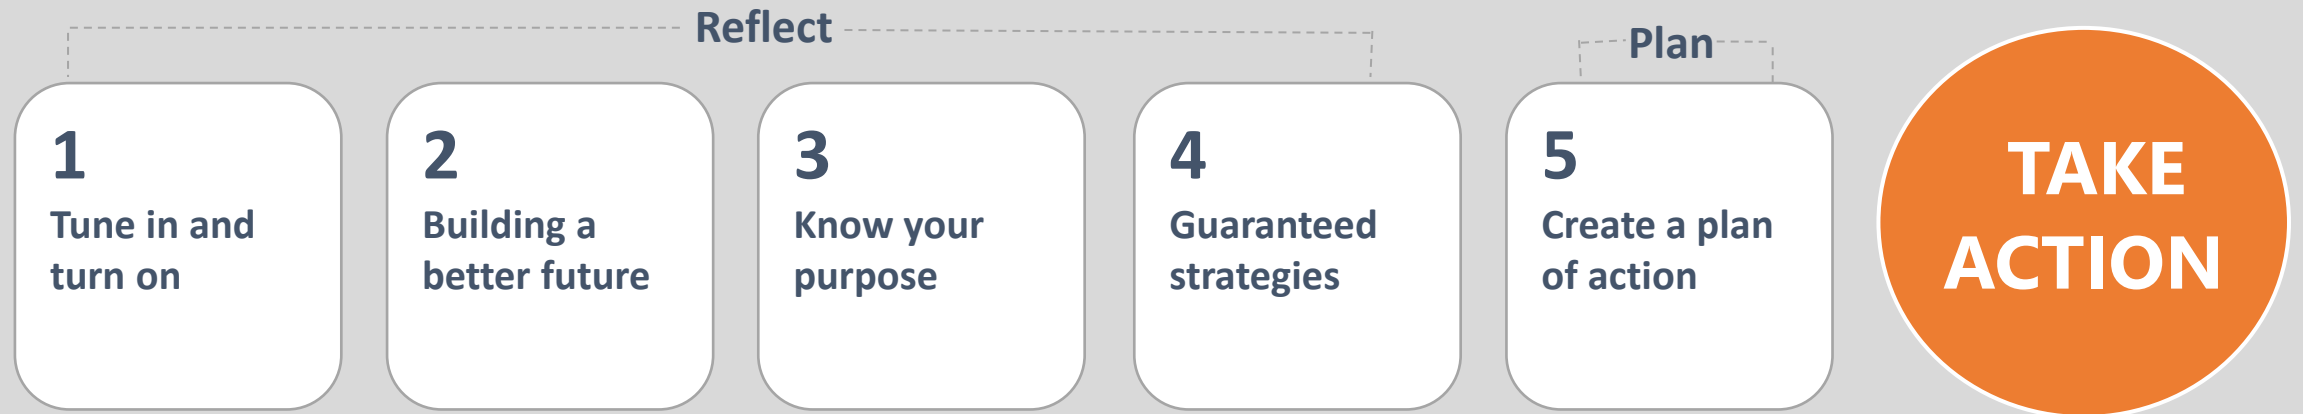 Reflect
Plan
1
Tune in and
turn on
2
Building a
better future
3
Know your
purpose
4
Guaranteed
strategies
5
Create a plan
of action
TAKE
ACTION